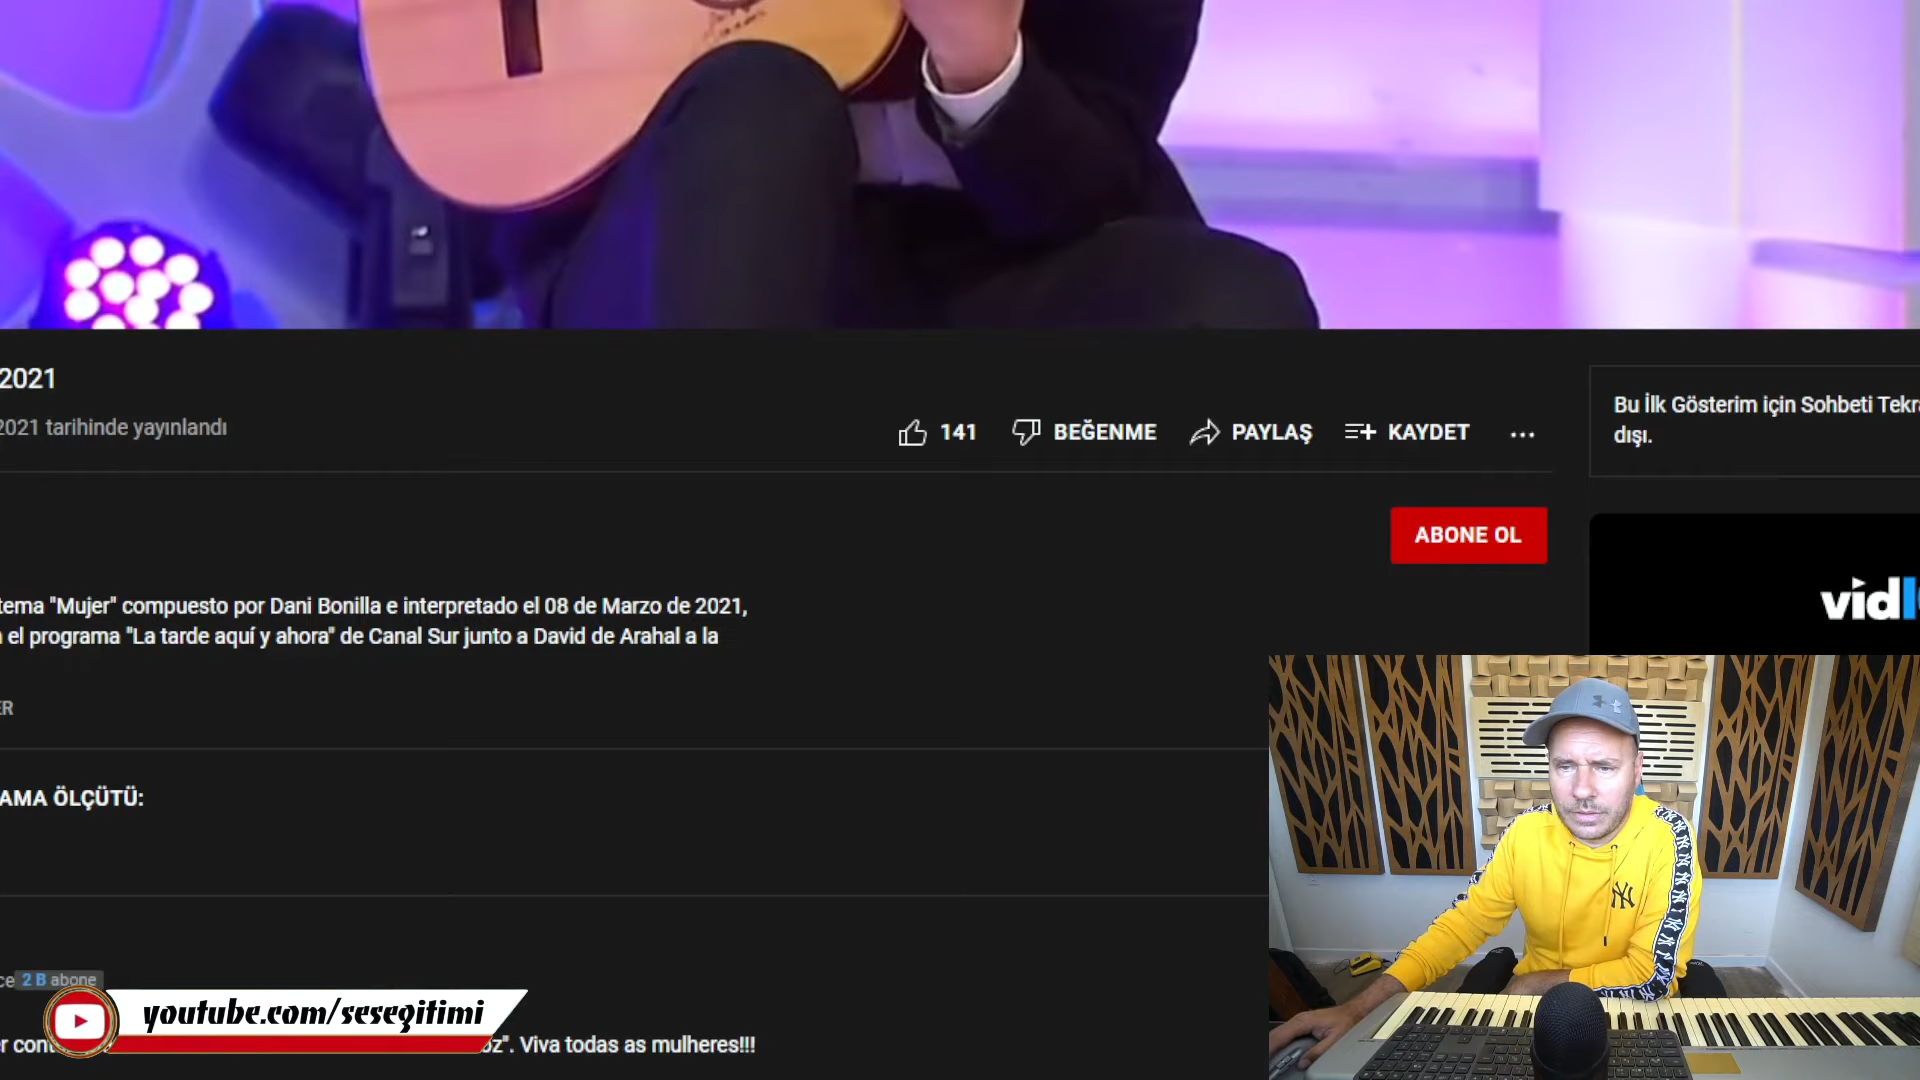 2021
2021 tarihinde yayınlandı
141
BEĞENME
PAYLAŞ
KAYDET
Bu İlk Gösterim için Sohbeti
dışı.
ABONE OL
tema "Mujer" compuesto por Dani Bonilla e interpretado el 08 de Marzo de 2021,
el programa "La tarde aquí y ahora" de Canal Sur junto a David de Arahal a la
ÖLÇÜTÜ:
2 B abone
youtube.com/sesegitimi
Viva todas as mulheres!!!
NY